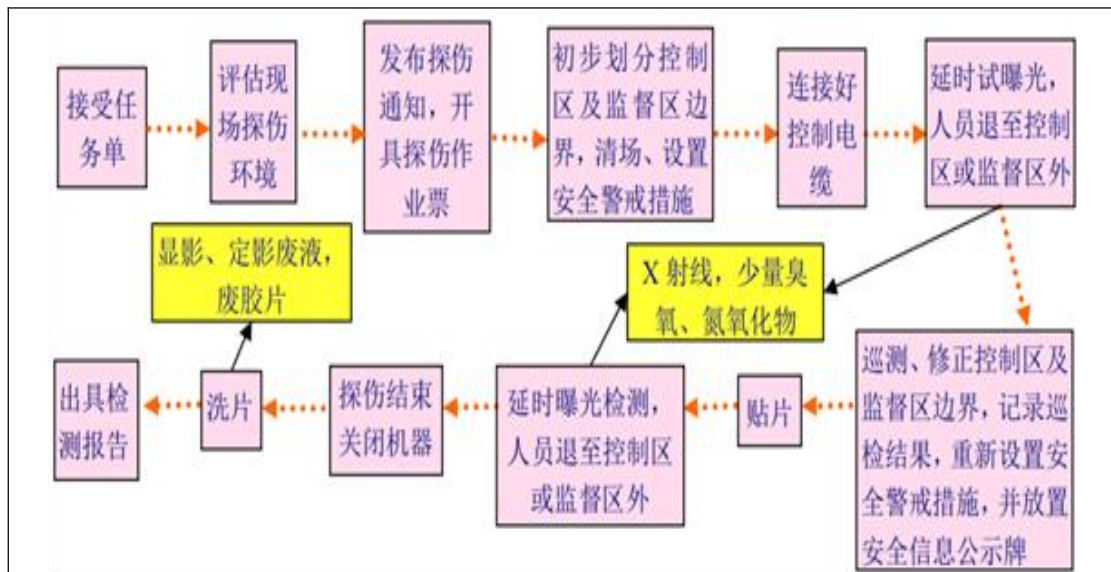 接受任
务单
评估现
场探伤
环境
发布探伤
通知，开
具探伤作
业票
初步划分控制
区及监督区边
界，清场、设置
安全警戒措施
连接好
控制电
缆
延时试曝光，
人员退至控制
区或监督区外
显影、定影废液，
废胶片
X 射线，少量臭
氧、氮氧化物
出具检
测报告
洗片
探伤结束
关闭机器
延时曝光检测，
人员退至控制区
或监督区外
贴片
巡测、修正控制区及
监督区边界，记录巡
检结果，重新设置安
全警戒措施，并放置
安全信息公示牌